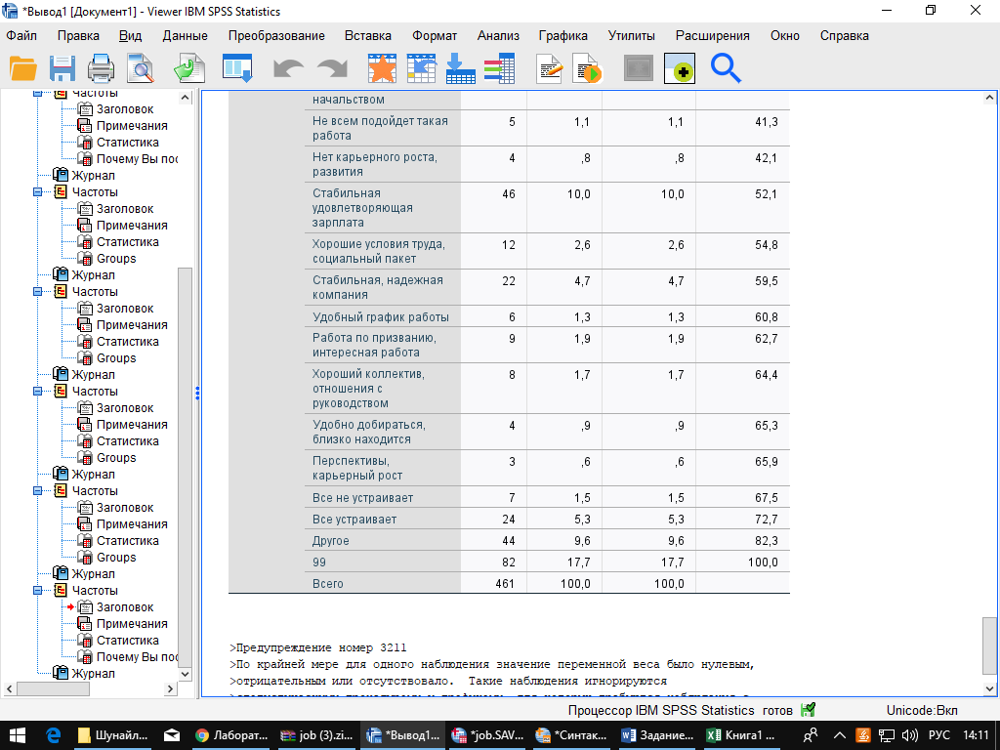 *Вывод1 [Документ1] - Viewer IBM SPSS Statistics
Файл Правка Вид Данные Преобразование Вставка Формат Анализ Графика Утилиты Расширения Окно Справка
Частоты
Заголовок
Примечания
Статистика
Почему Вы пос
Журнал
Частоты
Заголовок
Примечания
Статистика
Groups
Журнал
Частоты
Заголовок
Примечания
Статистика
Groups
Журнал
Частоты
Заголовок
Примечания
Статистика
Groups
Журнал
Частоты
Заголовок
Примечания
Статистика
Groups
Журнал
Частоты
Заголовок
Примечания
Статистика
Почему Вы пос
Журнал
начальством
Не всем подойдет такая 5 1,1 1,1 41,3
работа
Нет карьерного роста, 4 ,8 ,8 42,1
развития
Стабильная 46 10,0 10,0 52,1
удовлетворяющая
зарплата
Хорошие условия труда, 12 2,6 2,6 54,8
социальный пакет
Стабильная, надежная 22 4,7 4,7 59,5
компания
Удобный график работы 6 1,3 1,3 60,8
Работа по призванию, 9 1,9 1,9 62,7
интересная работа
Хороший коллектив, 8 1,7 1,7 64,4
отношения с
руководством
Удобно добираться, 4 ,9 ,9 65,3
близко находится
Перспективы, 3 ,6 ,6 65,9
карьерный рост
Все не устраивает 7 1,5 1,5 67,5
Все устраивает 24 5,3 5,3 72,7
Другое 44 9,6 9,6 82,3
99 82 17,7 17,7 100,0
Всего 461 100,0 100,0
>Предупреждение номер 3211
>По крайней мере для одного наблюдения значение переменной веса было нулевым,
>отрицательным или отсутствовало. Такие наблюдения игнорируются
Процессор IBM SPSS Statistics готов Unicode:Вкл
Шунайл... Лаборат... job (3).zi... *Вывод1... *job.SAV... *Синтак... Задание... Книга1 ... РУС 14:11